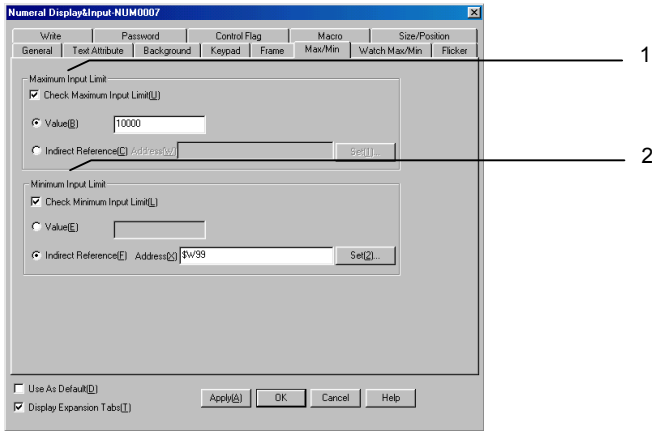 Numeral Display&Input-NUM0007
Write Password Control Flag Macro Size/Position
General Text Attribute Background Keypad Frame Max/Min Watch Max/Min Flicker
1
Maximum Input Limit
Check Maximum Input Limit(U)
Value(B) 10000
Indirect Reference(C) Address(W) Set(1)...
2
Minimum Input Limit
Check Minimum Input Limit(L)
Value(E)
Indirect Reference(F) Address(X) $W99 Set(2)...
Use As Default(D)
Display Expansion Tabs(T)
Apply(A) OK Cancel Help